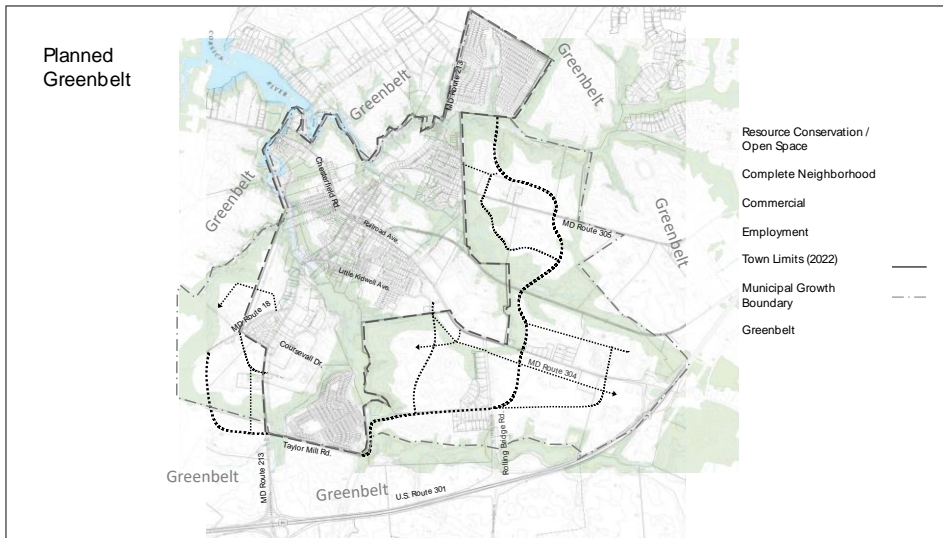 Planned
Greenbelt
CORSICA
RIVER
Greenbelt
MD Route 213
Greenbelt
Greenbelt
Chesterfield Rd.
Railroad Ave.
Little Kidwell Ave.
MD Route 305
Greenbelt
MD Route 18
Coursevall Dr.
MD Route 304
Taylor Mill Rd.
Rolling Bridge Rd.
MD Route 213
Greenbelt
Greenbelt
U.S. Route 301
Resource Conservation /
Open Space
Complete Neighborhood
Commercial
Employment
Town Limits (2022)
Municipal Growth
Boundary
Greenbelt